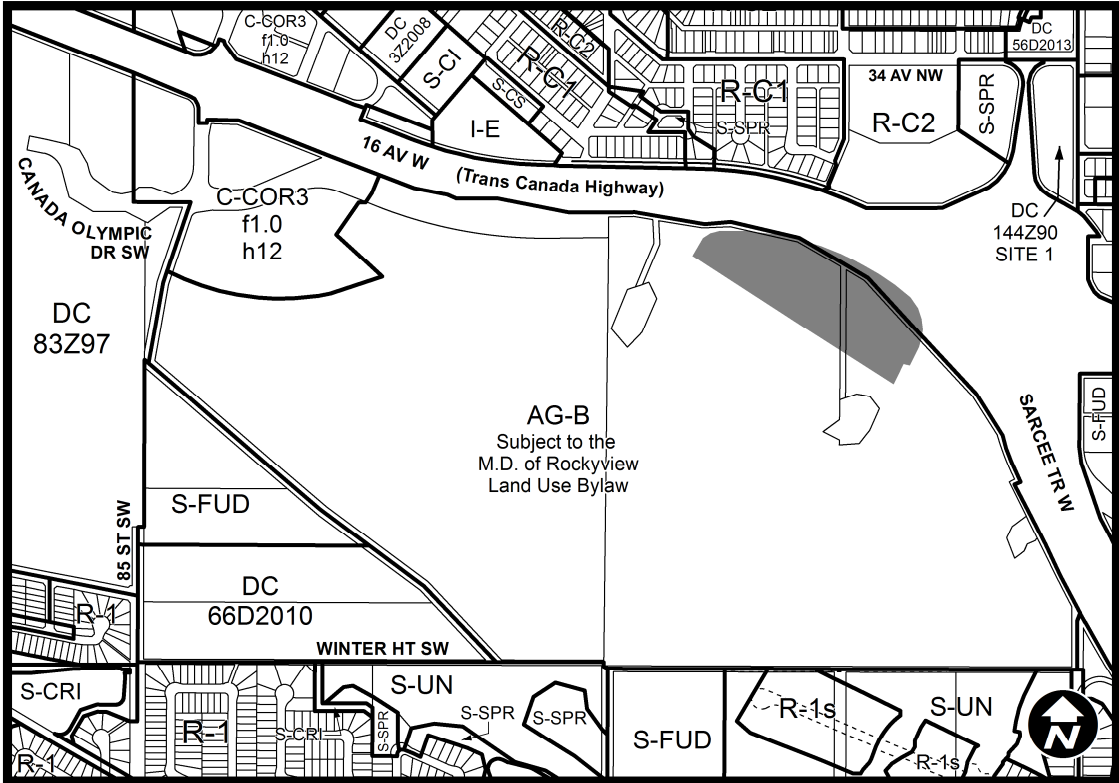 C-COR3
f1.0
h12
DC
3Z2008
S-CI
R-C2
R-C1
S-CS
I-E
R-C1
S-SPR
DC
56D2013
34 AV NW
R-C2
S-SPR
16 AV W
(Trans Canada Highway)
DC
144Z90
SITE 1
CANADA OLYMPIC
DR SW
C-COR3
f1.0
h12
DC
83Z97
AG-B
Subject to the
M.D. of Rockyview
Land Use Bylaw
S-FUD
SARCEE TR W
S-FUD
85 ST SW
DC
66D2010
R-1
WINTER HT SW
S-CRI
R-1
R-1
S-CRI
S-SPR
S-UN
S-SPR
S-SPR
S-FUD
R-1s
S-UN
R-1s
N